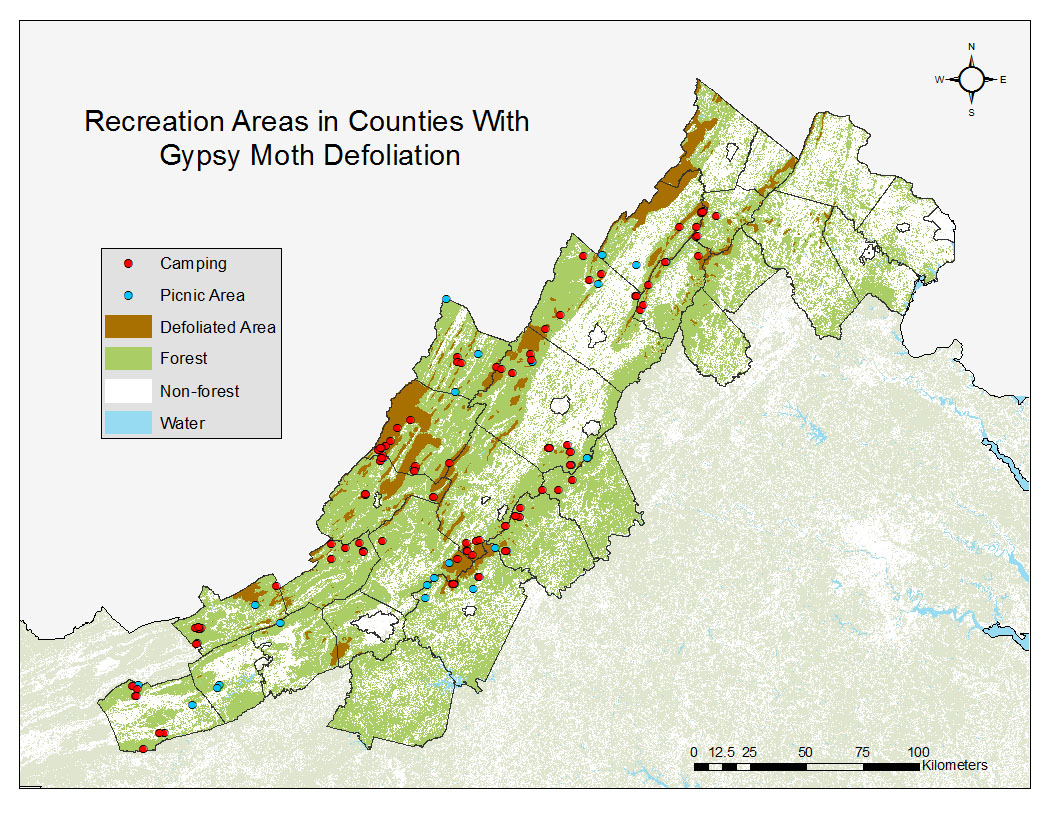 Recreation Areas in Counties With
Gypsy Moth Defoliation
N
W E
S
Camping
Picnic Area
Defoliated Area
Forest
Non-forest
Water
0 12.5 25 50 75 100
Kilometers